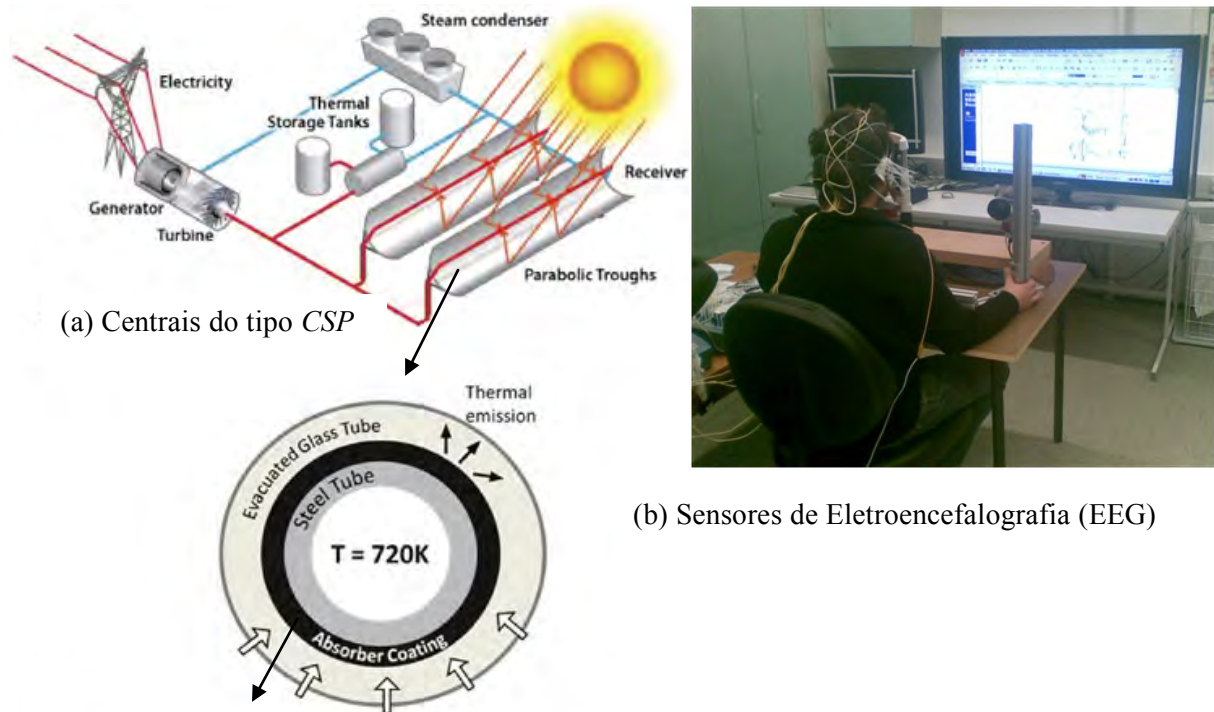 Steam condenser
Electricity
Thermal
Storage Tanks
Receiver
Generator
Turbine
Parabolic Troughs
(a) Centrais do tipo CSP
Thermal
emission
Evacuated Glass Tube
Steel Tube
T = 720K
Absorber Coating
(b) Sensores de Eletroencefalografia (EEG)